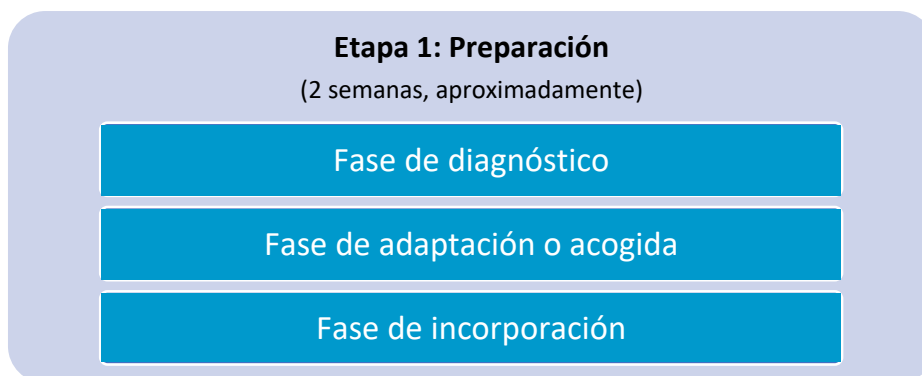 Etapa 1: Preparación
(2 semanas, aproximadamente)
Fase de diagnóstico
Fase de adaptación o acogida
Fase de incorporación